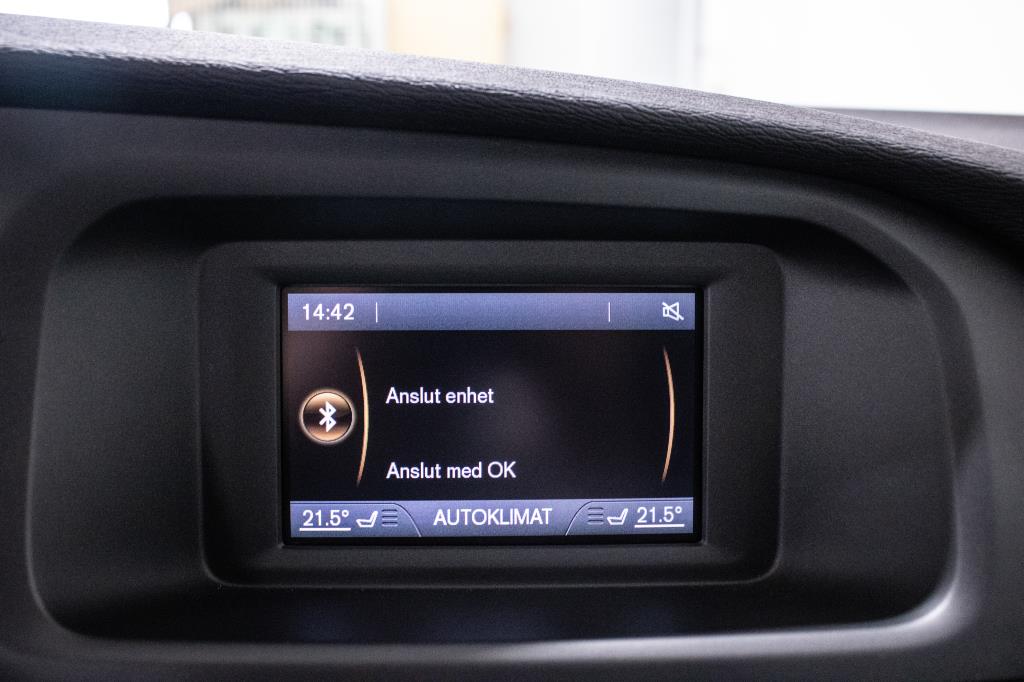 14:42
Anslut enhet
Anslut med OK
21.5° AUTOKLIMAT 21.5°